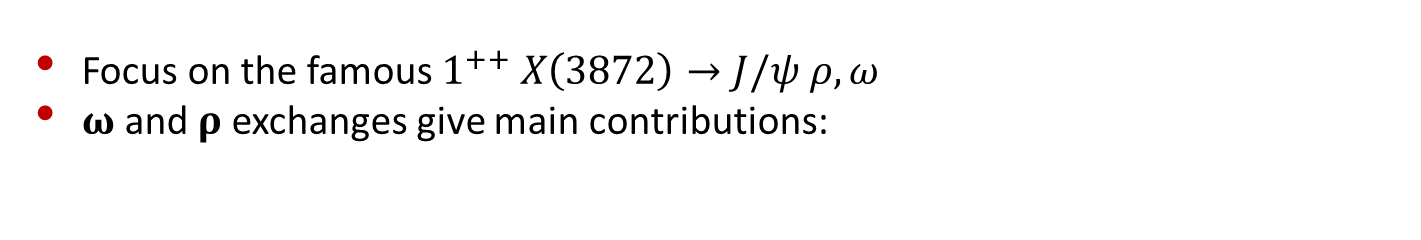 • Focus on the famous 1⁺⁺ X(3872) → J/ψ ρ, ω
• ω and ρ exchanges give main contributions: